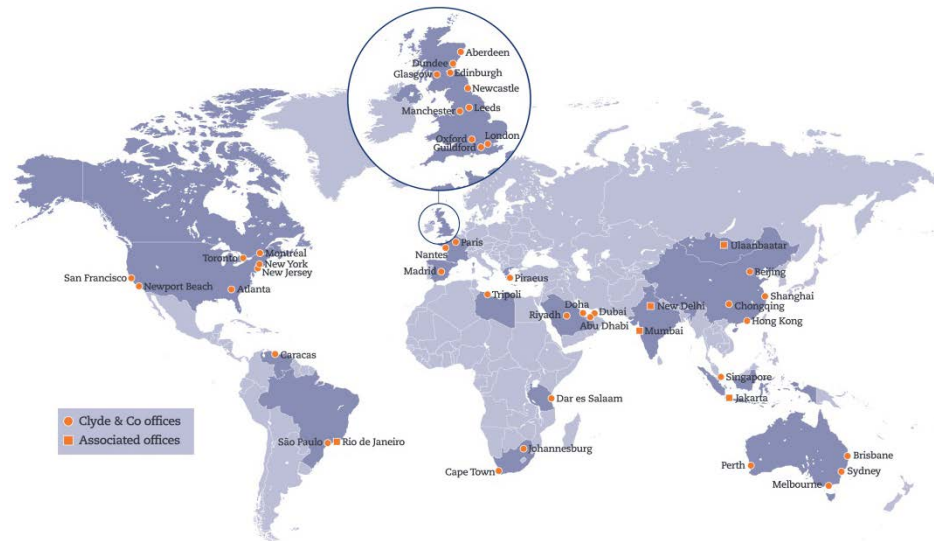 Aberdeen
Dundee
Edinburgh
Glasgow
Newcastle
Manchester
Leeds
Oxford
London
Guildford
Paris
Nantes
Madrid
Piraeus
Tripoli
Toronto
Montréal
New York
New Jersey
San Francisco
Newport Beach
Atlanta
Caracas
São Paulo
Rio de Janeiro
Doha
Dubai
Riyadh
Abu Dhabi
Dar es Salaam
Johannesburg
Cape Town
Ulaanbaatar
Beijing
Shanghai
New Delhi
Chongqing
Mumbai
Hong Kong
Singapore
Jakarta
Perth
Brisbane
Sydney
Melbourne
Clyde & Co offices
Associated offices